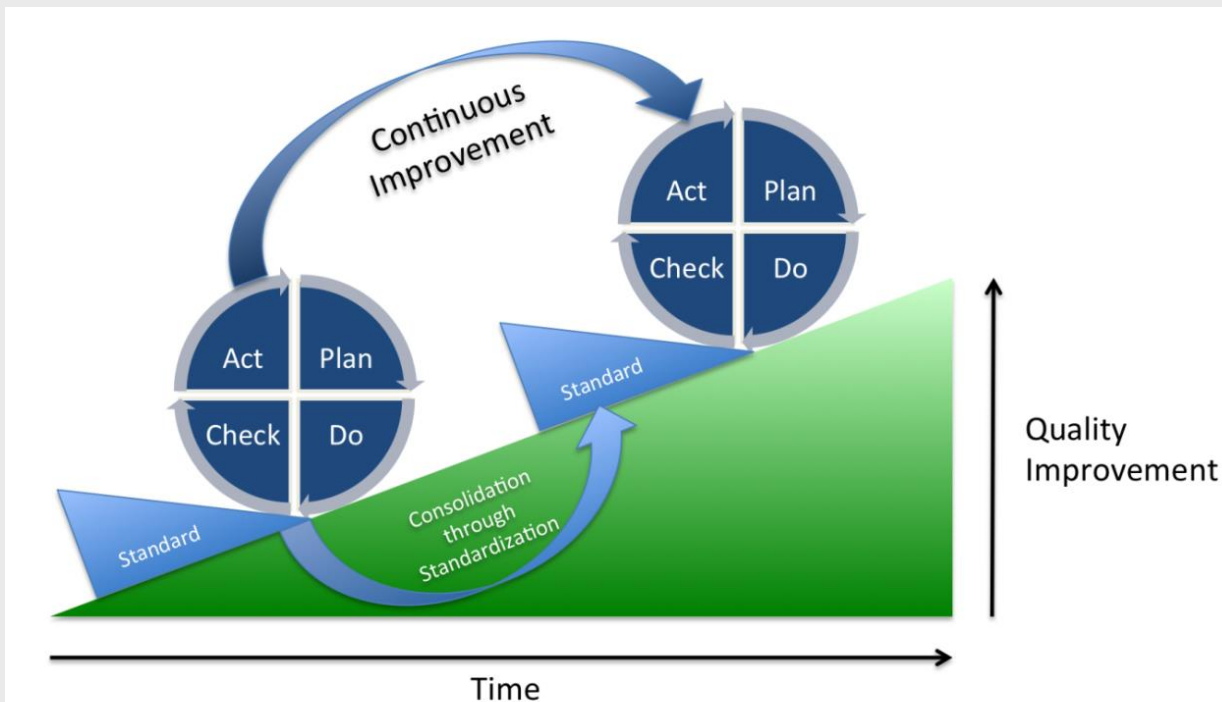 Continuous
Improvement
Act
Plan
Check
Do
Act
Plan
Check
Do
Standard
Standard
Consolidation
through
Standardization
Quality
Improvement
Time